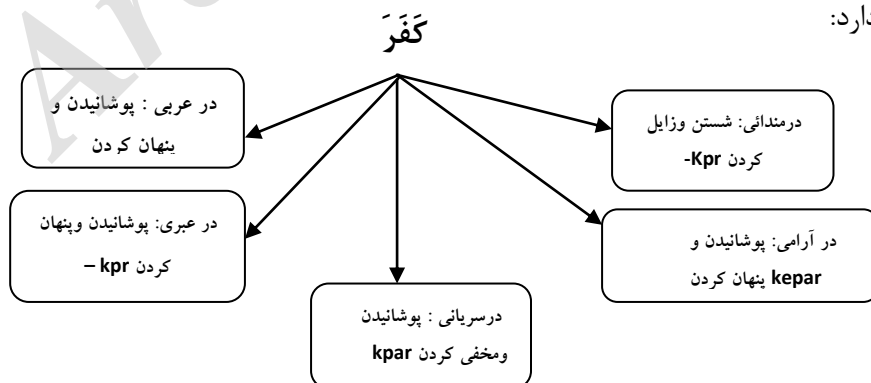 دارد:
كَفَرَ
در عربی : پوشانیدن و
پنهان کردن
درمندائی: شستن وزایل
کردن Kpr-
در عبری: پوشانیدن وپنهان
کردن kpr –
در آرامی: پوشانیدن و
پنهان کردن kepar
درسریانی : پوشانیدن
ومخفی کردن kpar